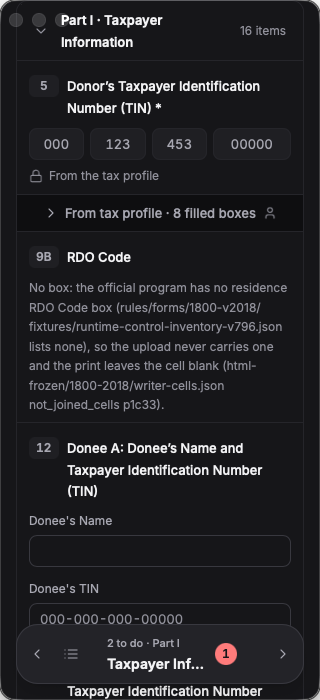 Part I · Taxpayer
Information
16 items
5
Donor's Taxpayer Identification
Number (TIN) *
000
123
453
00000
From the tax profile
From tax profile · 8 filled boxes
9B
RDO Code
No box: the official program has no residence
RDO Code box (rules/forms/1800-v2018/
fixtures/runtime-control-inventory-v796.json
lists none), so the upload never carries one
and the print leaves the cell blank (html-
frozen/1800-2018/writer-cells.json
not_joined_cells p1c33).
12
Donee A: Donee's Name and
Taxpayer Identification Number
(TIN)
Donee's Name
Donee's TIN
000-000-000-00000
2 to do · Part I
Taxpayer Inf...
1
Taxpayer Identification Number